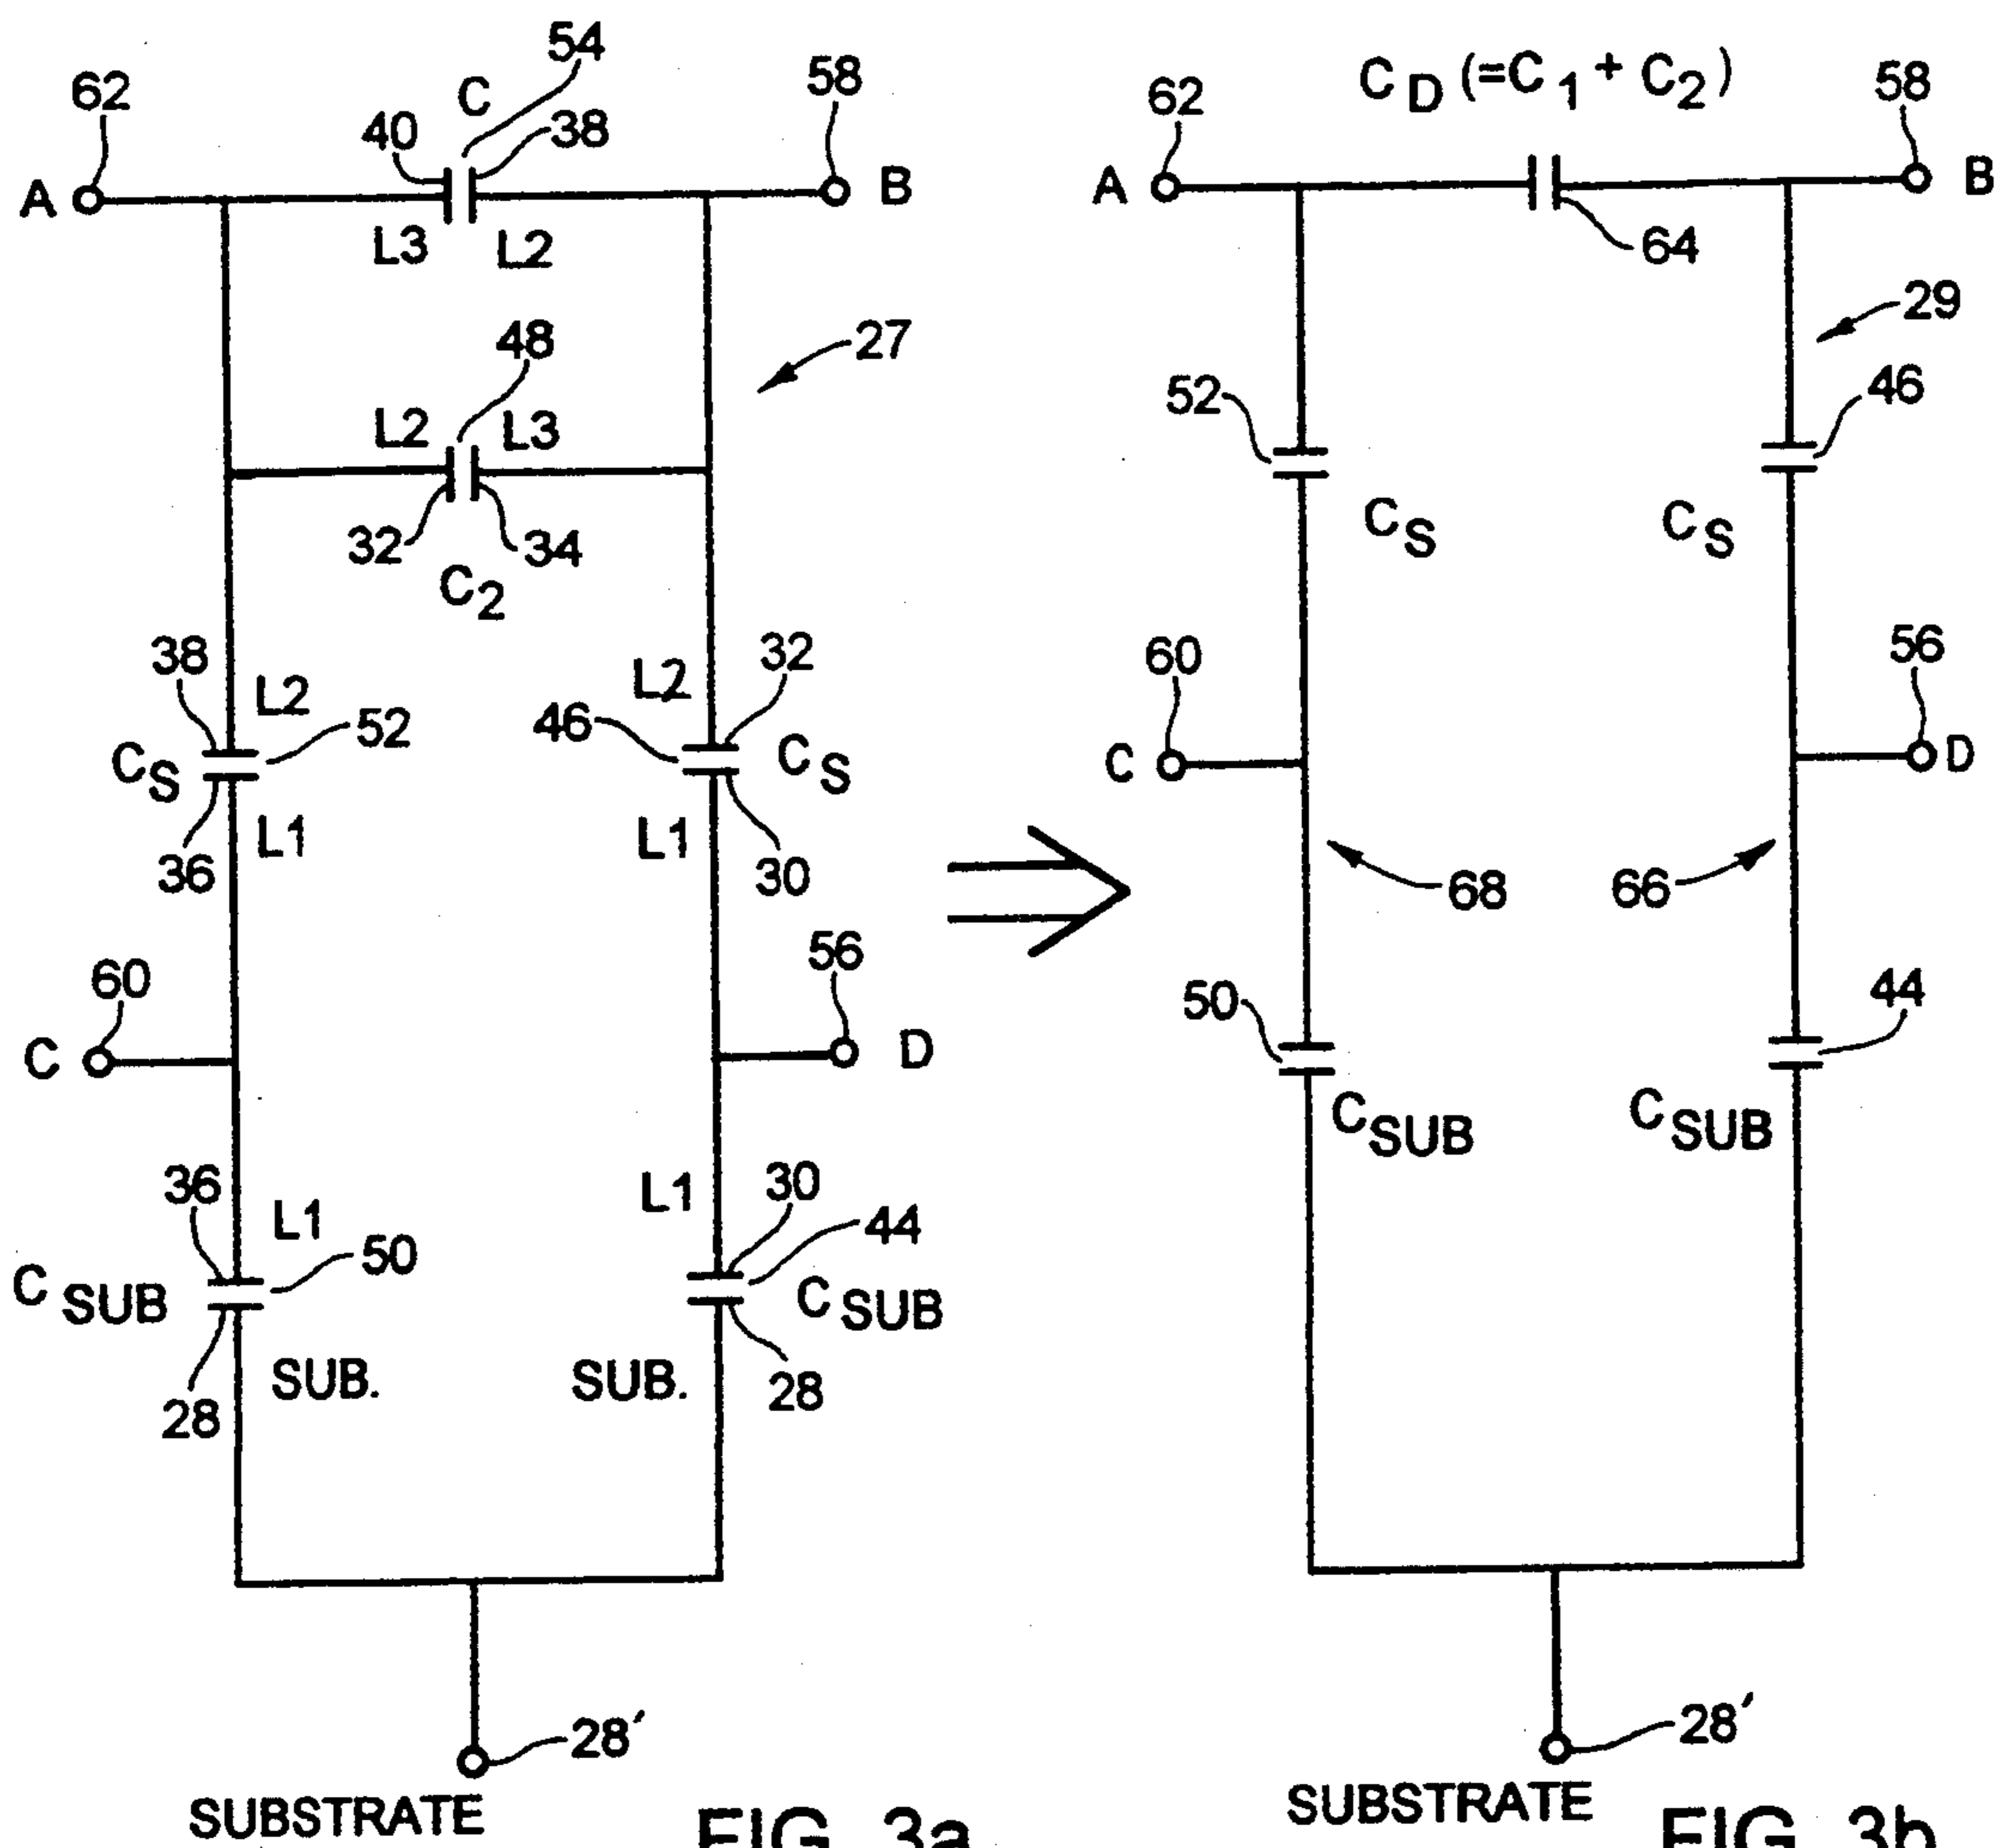 54
62
C
58
40
38
A
B
L3
L2
48
27
L2
L3
32
34
C2
38
L2
32
L2
52
46
CS
CS
36
L1
L1
30
60
56
C
D
36
L1
L1
30
50
44
CSUB
CSUB
28
SUB.
SUB.
28
28'
SUBSTRATE
FIG. 3a
CD (=C1 + C2)
62
58
A
B
64
29
52
46
CS
CS
60
56
C
D
68
66
50
44
CSUB
CSUB
28'
SUBSTRATE
FIG. 3b